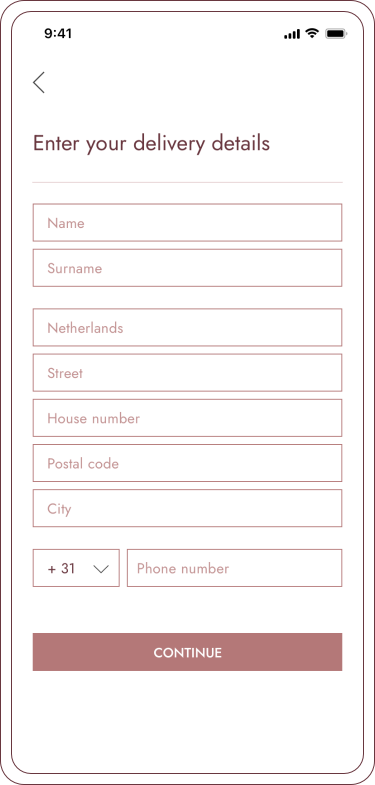 9:41
Enter your delivery details
Name
Surname
Netherlands
Street
House number
Postal code
City
+ 31 Phone number
CONTINUE